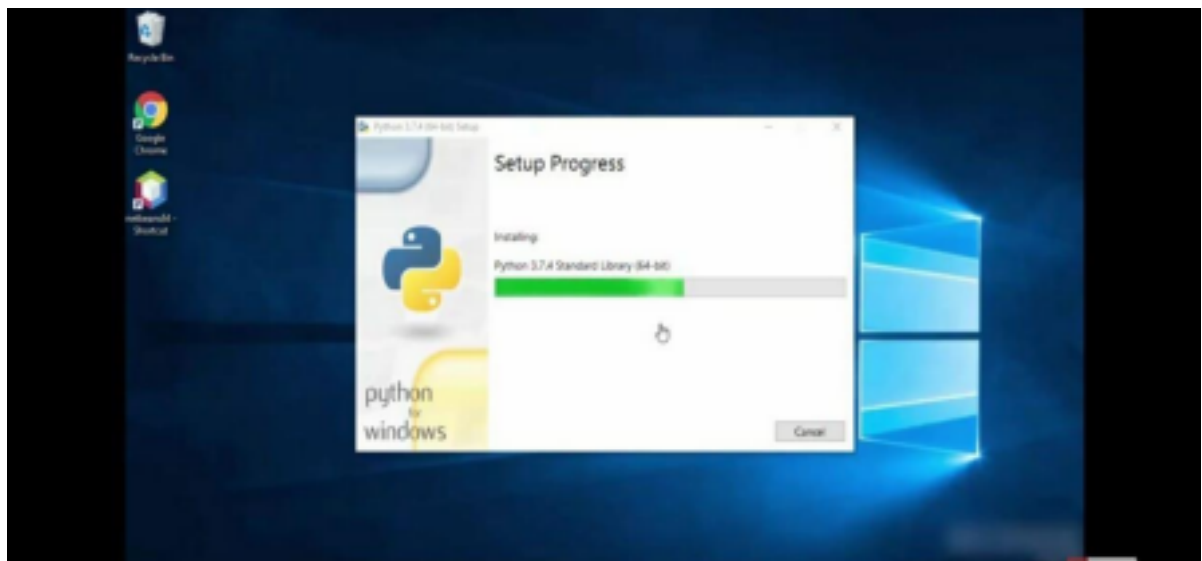 Recycle Bin
Google
Chrome
Shortcut
Python 3.7.4 (64-bit) Setup
Setup Progress
Installing:
Python 3.7.4 Standard Library (64-bit)
python
for
windows
Cancel